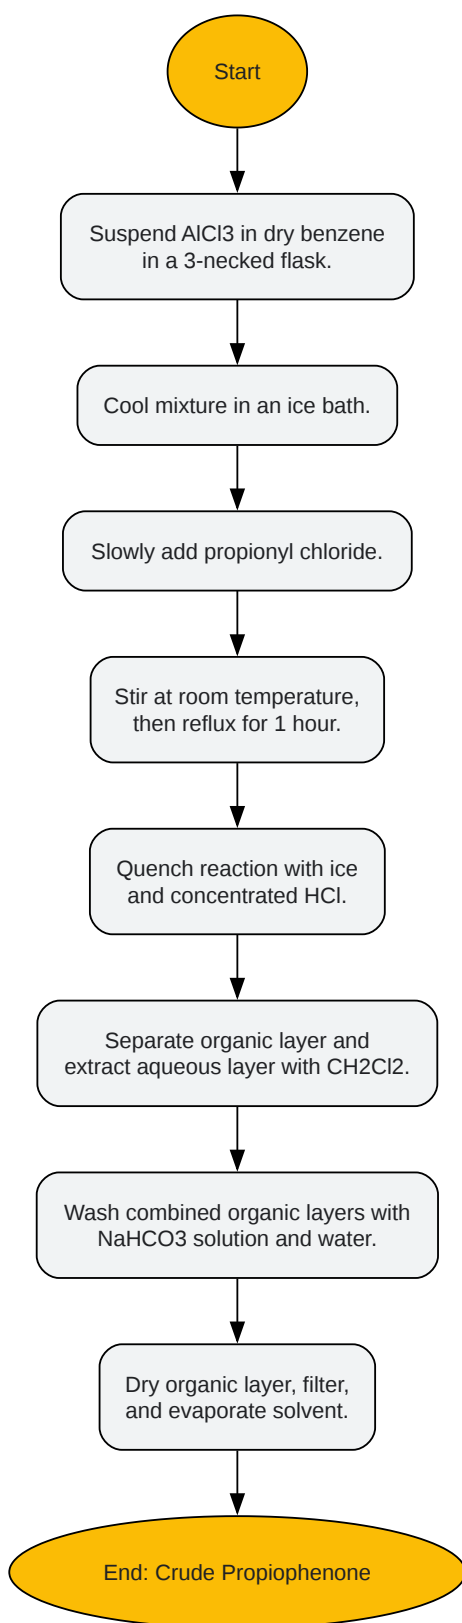 Start
Suspend AlCl3 in dry benzene
in a 3-necked flask.
Cool mixture in an ice bath.
Slowly add propionyl chloride.
Stir at room temperature,
then reflux for 1 hour.
Quench reaction with ice
and concentrated HCl.
Separate organic layer and
extract aqueous layer with CH2Cl2.
Wash combined organic layers with
NaHCO3 solution and water.
Dry organic layer, filter,
and evaporate solvent.
End: Crude Propiophenone